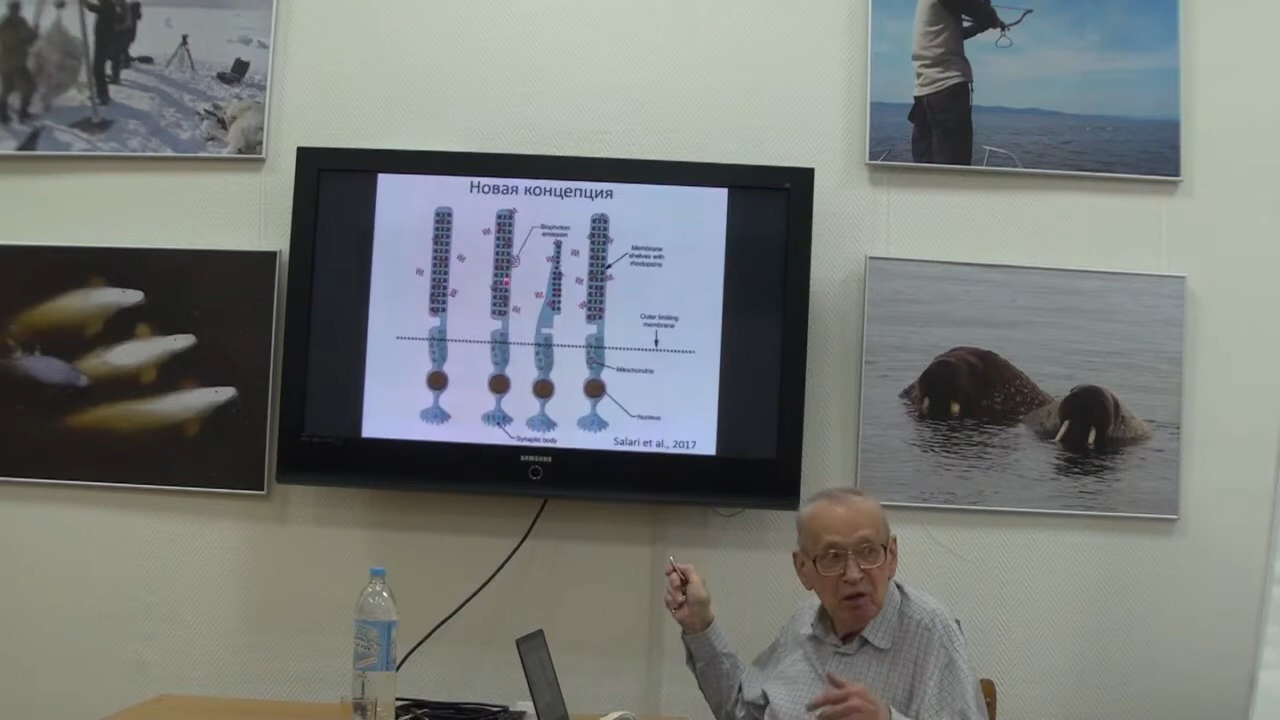 Новая концепция
Biophoton
emission
Membrane
shelves with
rhodopsins
Outer limiting
membrane
Mitochondria
Nucleus
Synaptic body
Salari et al., 2017
SAMSUNG